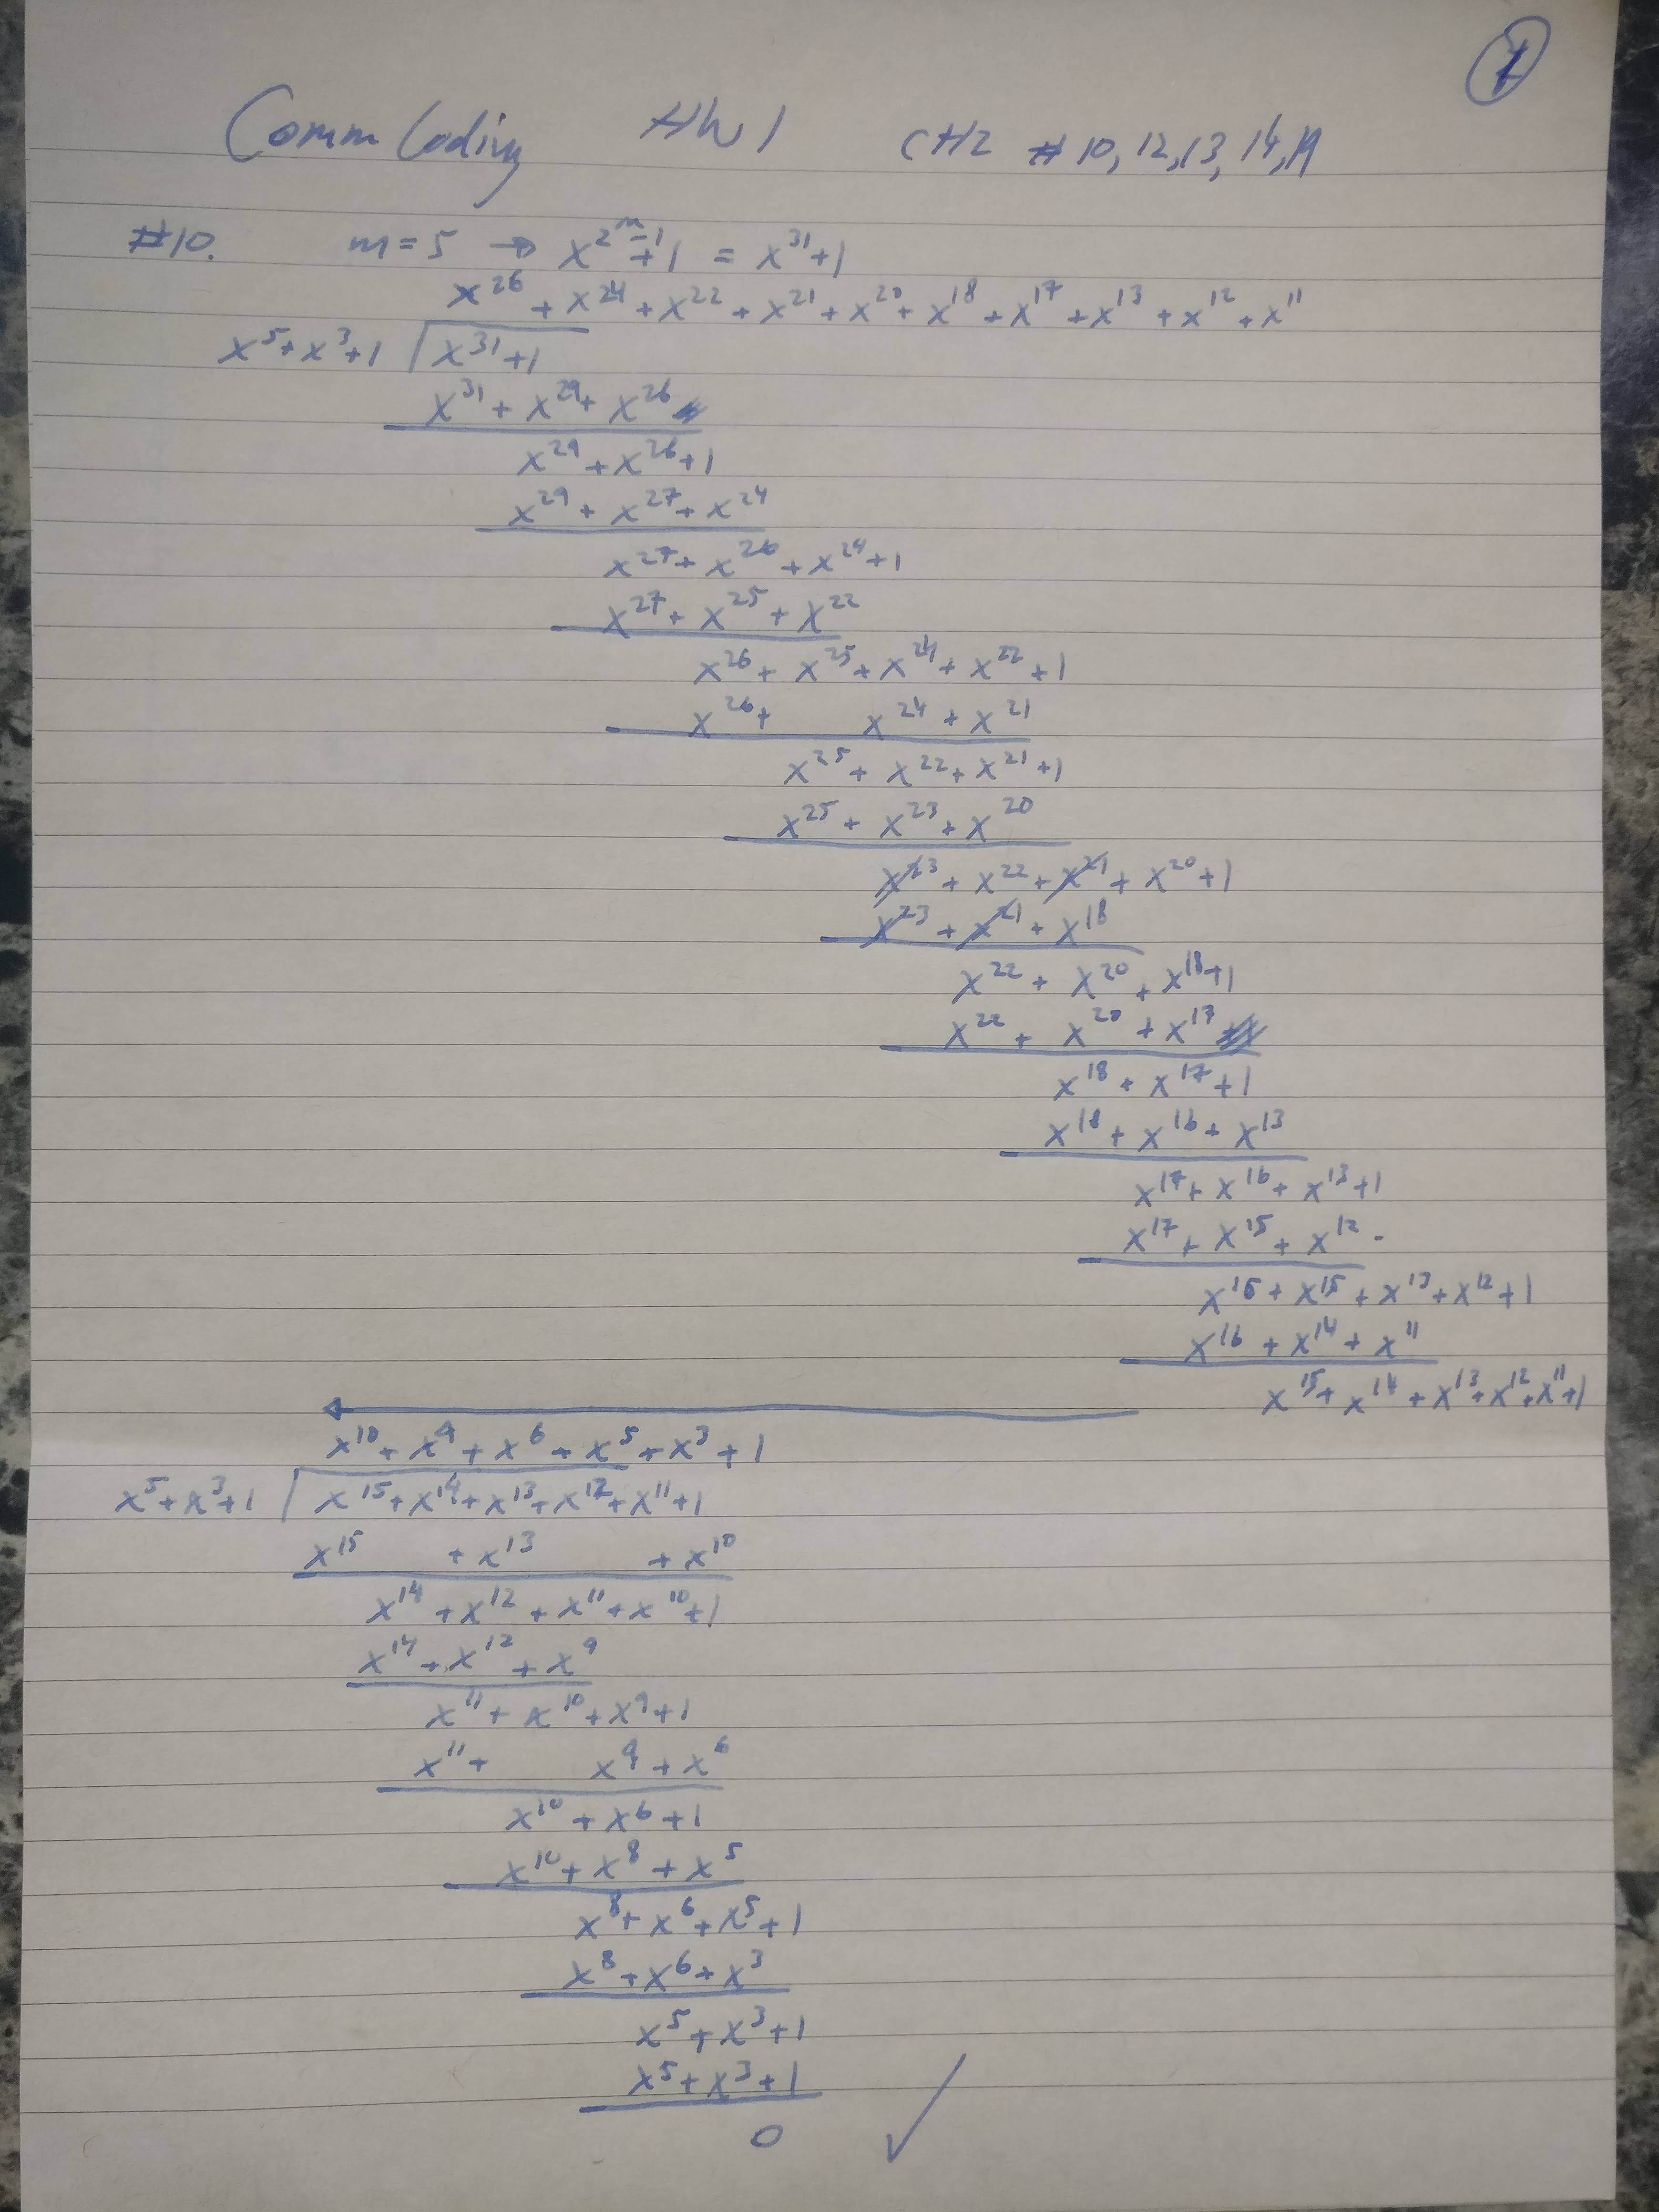 1
Comm Coding HW1 CH2 #10, 12, 13, 14, 19
#10. m=5 → x^{2^m-1}+1 = x^31+1
x^26 + x^24 + x^22 + x^21 + x^20 + x^18 + x^17 + x^13 + x^12 + x^11
x^5+x^3+1 | x^31+1
x^31 + x^29 + x^26
x^29 + x^26 + 1
x^29 + x^27 + x^24
x^27 + x^26 + x^24 + 1
x^27 + x^25 + x^22
x^26 + x^25 + x^24 + x^22 + 1
x^26 + x^24 + x^21
x^25 + x^22 + x^21 + 1
x^25 + x^23 + x^20
x^23 + x^22 + x^21 + x^20 + 1
x^23 + x^21 + x^18
x^22 + x^20 + x^18 + 1
x^22 + x^20 + x^17
x^18 + x^17 + 1
x^18 + x^16 + x^13
x^17 + x^16 + x^13 + 1
x^17 + x^15 + x^12
x^16 + x^15 + x^13 + x^12 + 1
x^16 + x^14 + x^11
x^15 + x^14 + x^13 + x^12 + x^11 + 1
x^10 + x^9 + x^6 + x^5 + x^3 + 1
x^5+x^3+1 | x^15 + x^14 + x^13 + x^12 + x^11 + 1
x^15 + x^13 + x^10
x^14 + x^12 + x^11 + x^10 + 1
x^14 + x^12 + x^9
x^11 + x^10 + x^9 + 1
x^11 + x^9 + x^6
x^10 + x^6 + 1
x^10 + x^8 + x^5
x^8 + x^6 + x^5 + 1
x^8 + x^6 + x^3
x^5 + x^3 + 1
x^5 + x^3 + 1
0 ✓